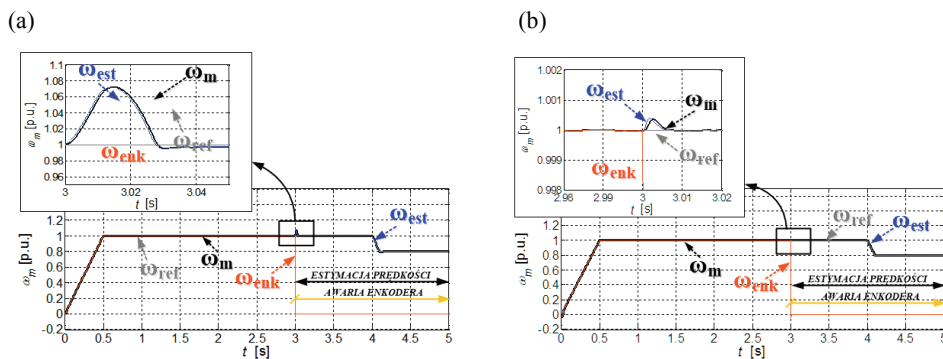 (a)
(b)
1.1
1.08
1.06
1.04
1.02
1
0.98
0.96
ω_m [p.u.]
ω_est
ω_m
ω_ref
ω_enk
3
3.02
3.04
t [s]
1.2
1
0.8
0.6
0.4
0.2
0
-0.2
ω_m [p.u.]
ω_ref
ω_m
ω_enk
ω_est
ESTYMACJA PRĘDKOŚCI
AWARIA ENKODERA
0 0.5 1 1.5 2 2.5 3 3.5 4 4.5 5
t [s]
1.002
1.001
1
0.999
0.998
ω_m [p.u.]
ω_est
ω_m
ω_ref
ω_enk
2.98 2.99 3 3.01 3.02
t [s]
1.2
1
0.8
0.6
0.4
0.2
0
-0.2
ω_m [p.u.]
ω_ref
ω_est
ω_m
ω_enk
ESTYMACJA PRĘDKOŚCI
AWARIA ENKODERA
0 0.5 1 1.5 2 2.5 3 3.5 4 4.5 5
t [s]